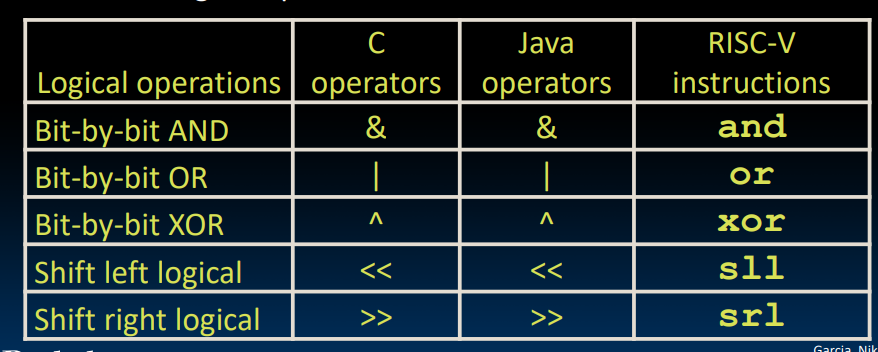 Logical operations	C operators	Java operators	RISC-V instructions
Bit-by-bit AND	&	&	and
Bit-by-bit OR	|	|	or
Bit-by-bit XOR	^	^	xor
Shift left logical	<<	<<	sll
Shift right logical	>>	>>	srl
Garcia, Nik